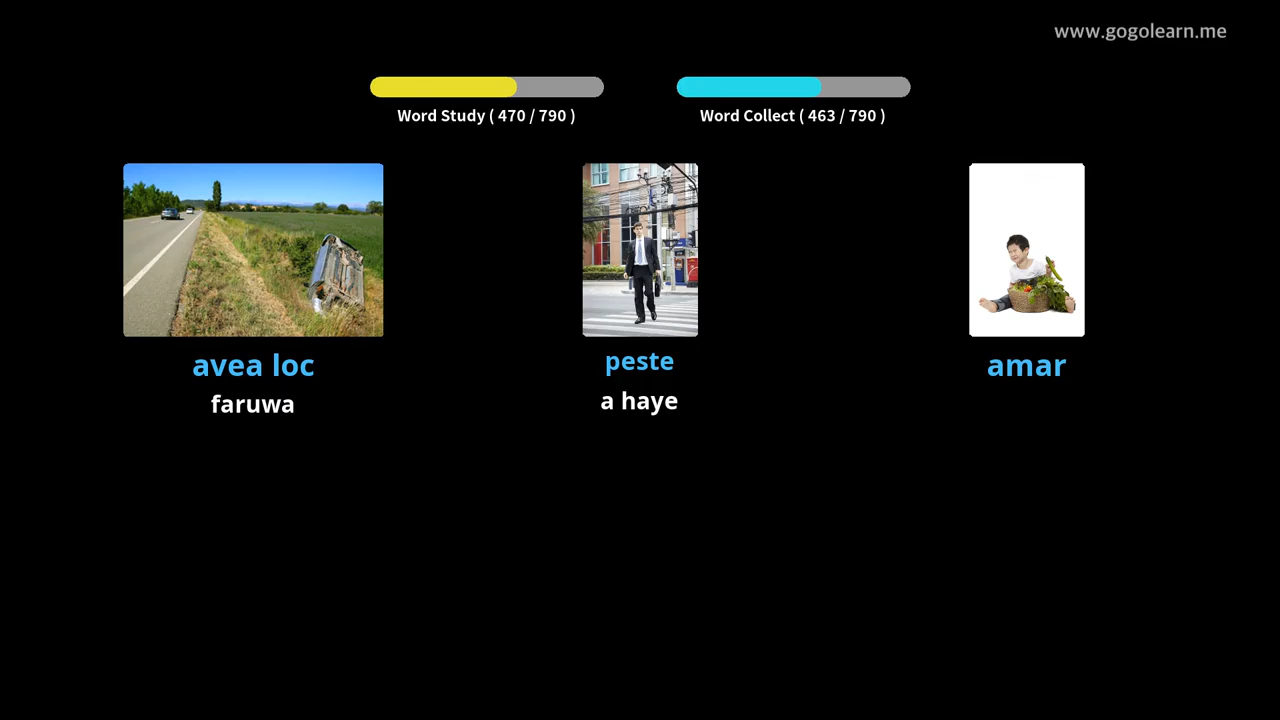 www.gogolearn.me
Word Study ( 470 / 790 )
Word Collect ( 463 / 790 )
avea loc
faruwa
peste
a haye
amar